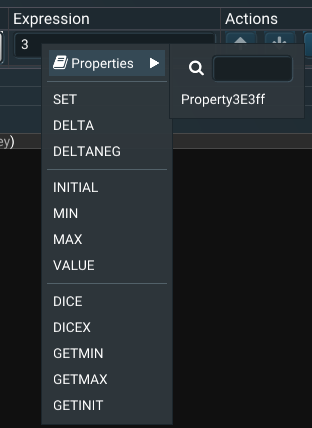 Expression Actions
3
Properties
Property3E3ff
SET
DELTA
DELTANEG
ey)
INITIAL
MIN
MAX
VALUE
DICE
DICEX
GETMIN
GETMAX
GETINIT